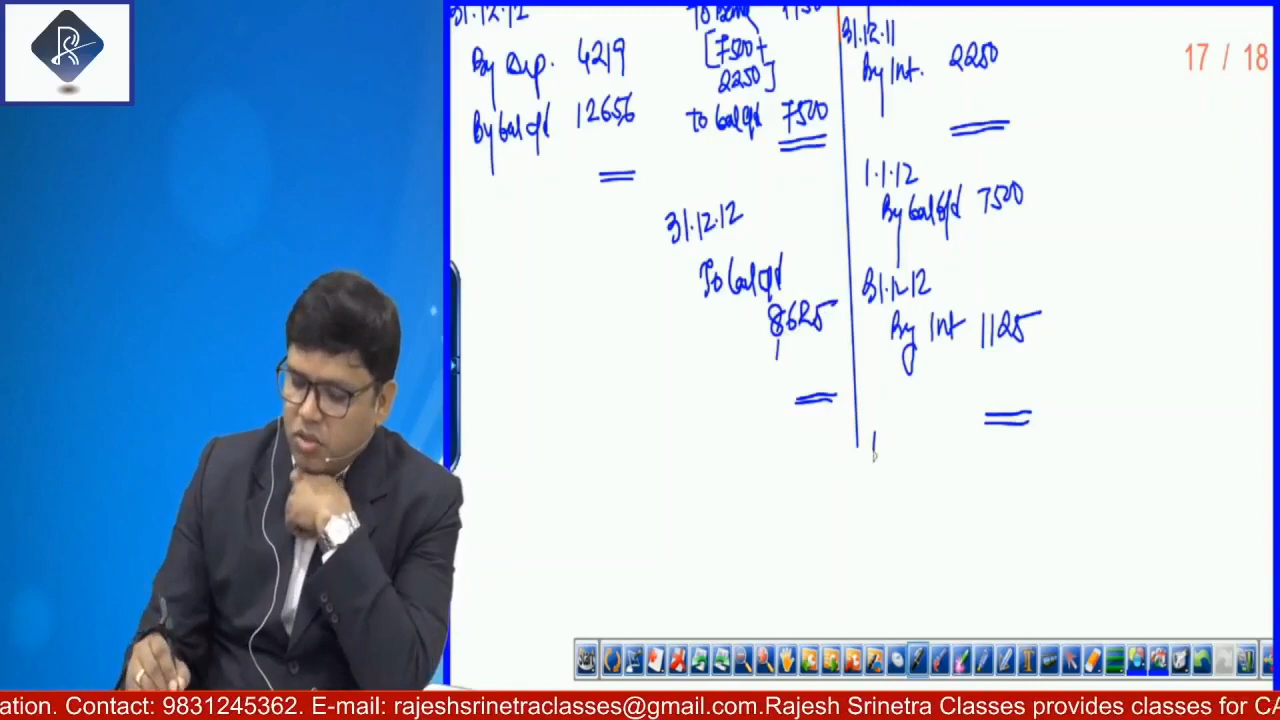 31.12.12
By Dep. 4219
By bal c/d 12656
To Bank
[7500+
2250]
To bal c/d 7500
31.12.12
To bal c/d
8625
31.12.11
By Int. 2250
1.1.12
By bal b/d 7500
31.12.12
By Int 1125
17 / 18
ation. Contact: 9831245362. E-mail: rajeshsrinetraclasses@gmail.com.Rajesh Srinetra Classes provides classes for CA